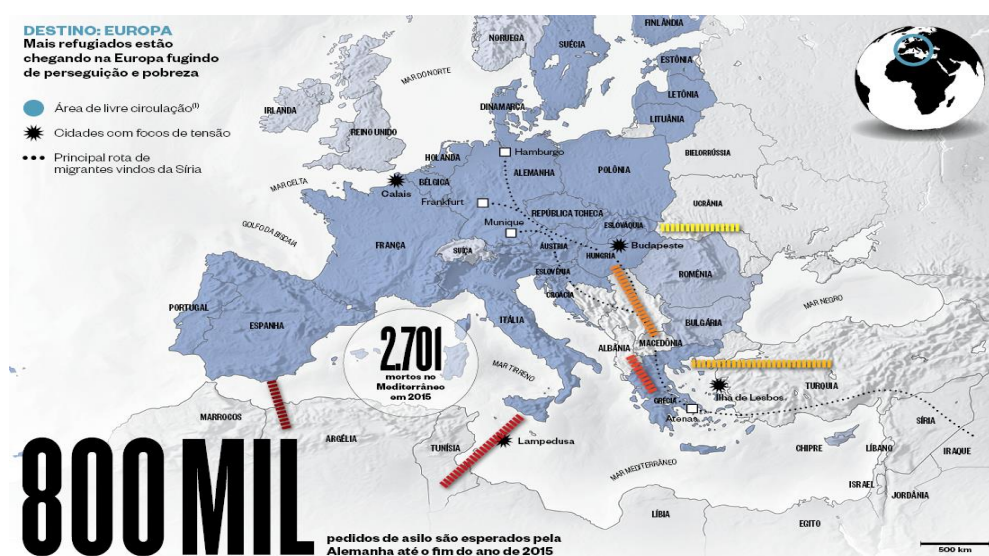 DESTINO: EUROPA
Mais refugiados estão
chegando na Europa fugindo
de perseguição e pobreza
Área de livre circulação(1)
Cidades com focos de tensão
Principal rota de
migrantes vindos da Síria
NORUEGA
SUÉCIA
FINLÂNDIA
ESTÔNIA
LETÔNIA
LITUÂNIA
MAR DO NORTE
DINAMARCA
IRLANDA
REINO UNIDO
BIELORRÚSSIA
HOLANDA
Hamburgo
ALEMANHA
POLÔNIA
MAR CELTA
Calais
BÉLGICA
Frankfurt
UCRÂNIA
REPÚBLICA TCHECA
Munique
ESLOVÁQUIA
GOLFO DA BISCAIA
FRANÇA
SUÍÇA
ÁUSTRIA
Budapeste
HUNGRIA
ESLOVÊNIA
ROMÊNIA
CROÁCIA
MAR NEGRO
PORTUGAL
ESPANHA
ITÁLIA
BULGÁRIA
2.701
mortos no
Mediterrâneo
em 2015
ALBÂNIA
MACEDÔNIA
MAR TIRRENO
TURQUIA
Ilha de Lesbos
GRÉCIA
Atenas
MARROCOS
ARGÉLIA
TUNÍSIA
Lampedusa
SÍRIA
CHIPRE
LÍBANO
IRAQUE
MAR MEDITERRÂNEO
ISRAEL
JORDÂNIA
LÍBIA
EGITO
800 MIL
pedidos de asilo são esperados pela
Alemanha até o fim do ano de 2015
500 km